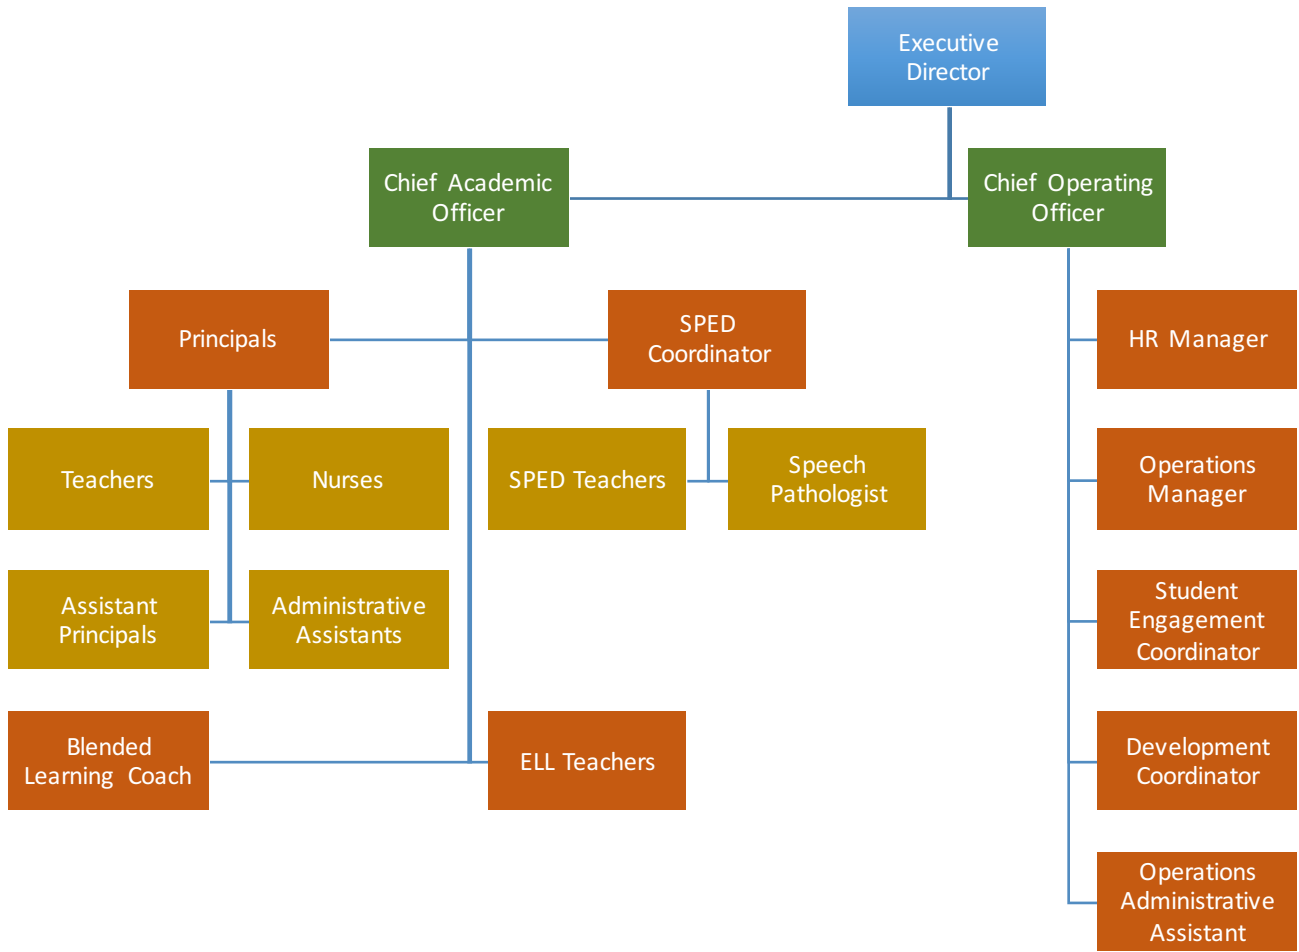 Executive
Director
Chief Academic
Officer
Chief Operating
Officer
Principals
SPED
Coordinator
HR Manager
Teachers
Nurses
SPED Teachers
Speech
Pathologist
Operations
Manager
Assistant
Principals
Administrative
Assistants
Student
Engagement
Coordinator
Blended
Learning Coach
ELL Teachers
Development
Coordinator
Operations
Administrative
Assistant